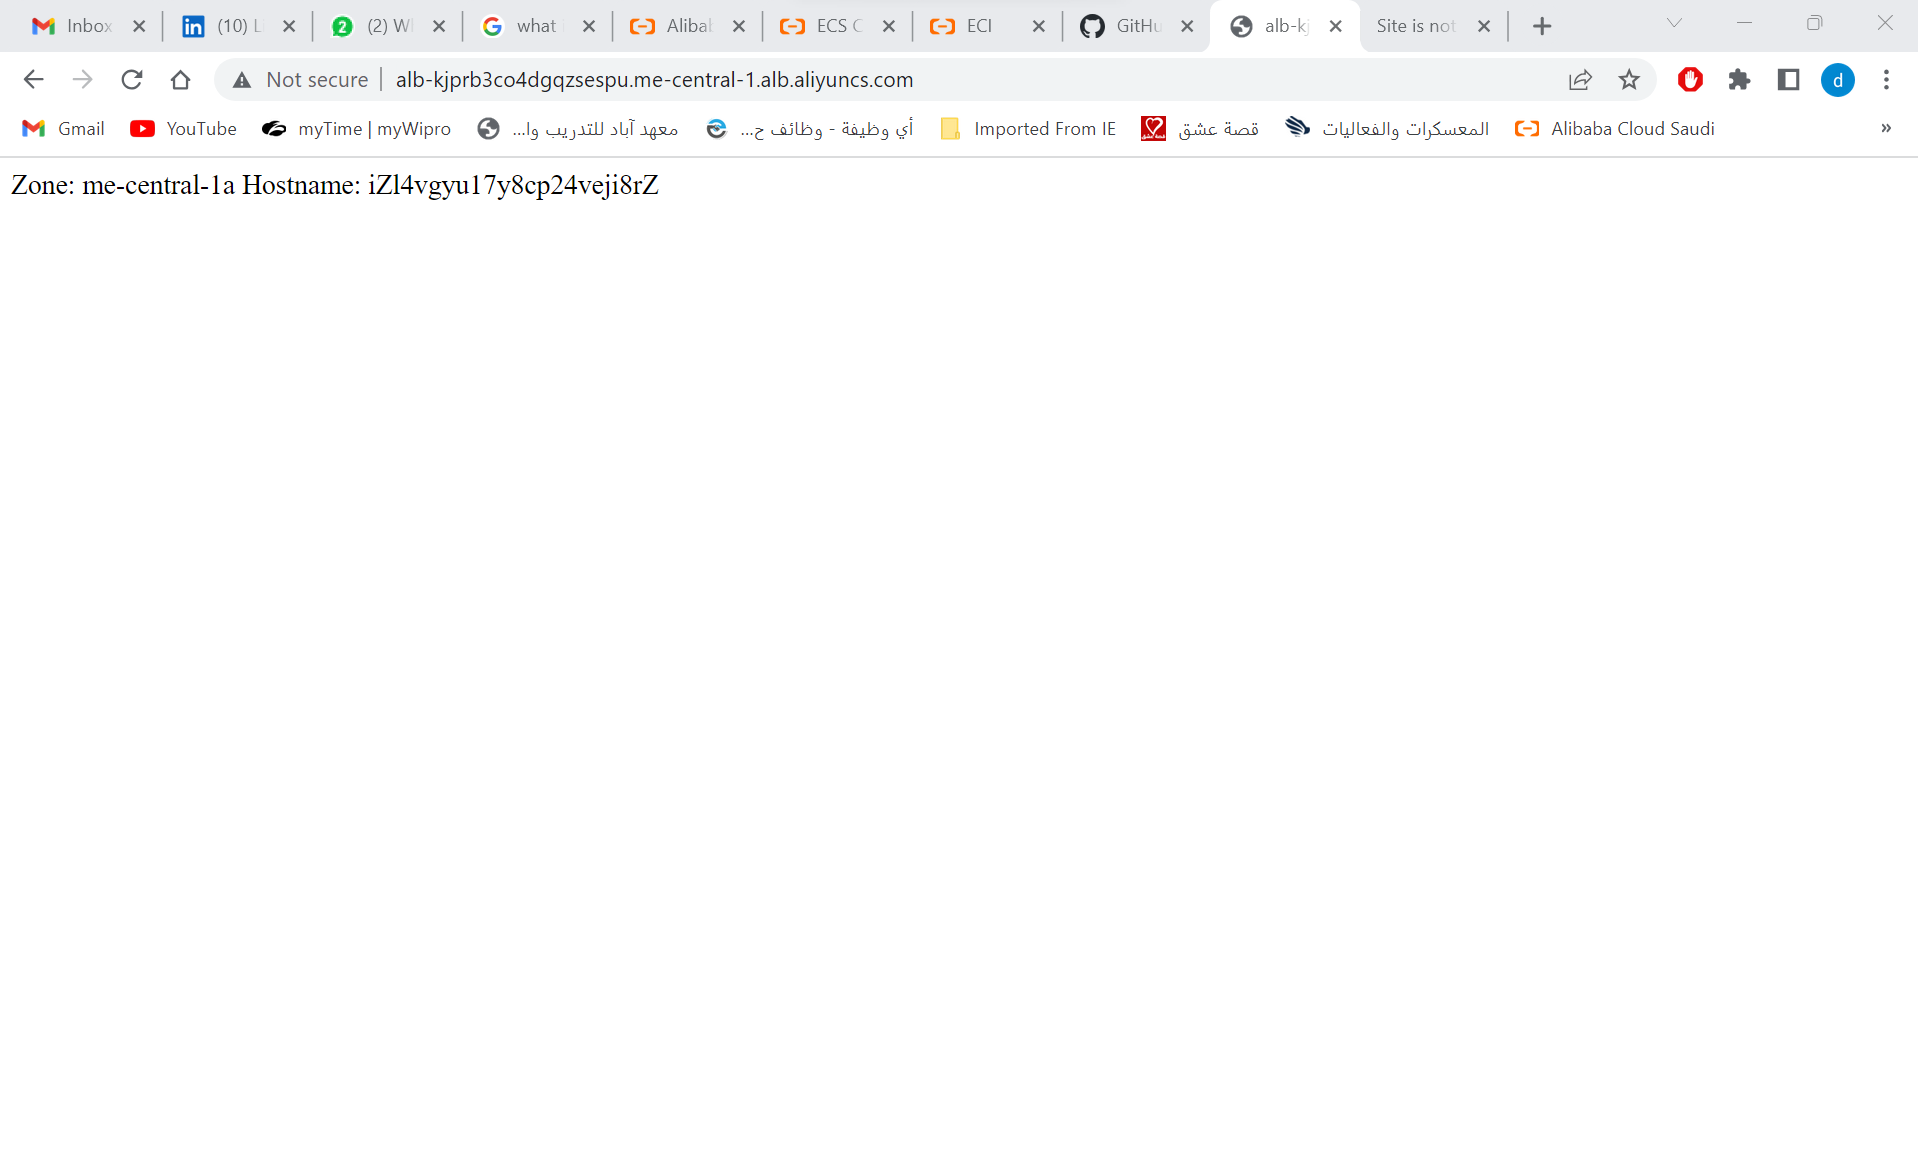 Inbox (10) Li (2) W what Alibab ECS C ECI GitHu alb-kj Site is not
Not secure alb-kjprb3co4dgqzsespu.me-central-1.alb.aliyuncs.com d
Gmail YouTube myTime | myWipro معهد آباد للتدريب وا... أي وظيفة - وظائف ح... Imported From IE قصة عشق المعسكرات والفعاليات Alibaba Cloud Saudi »
Zone: me-central-1a Hostname: iZl4vgyu17y8cp24veji8rZ